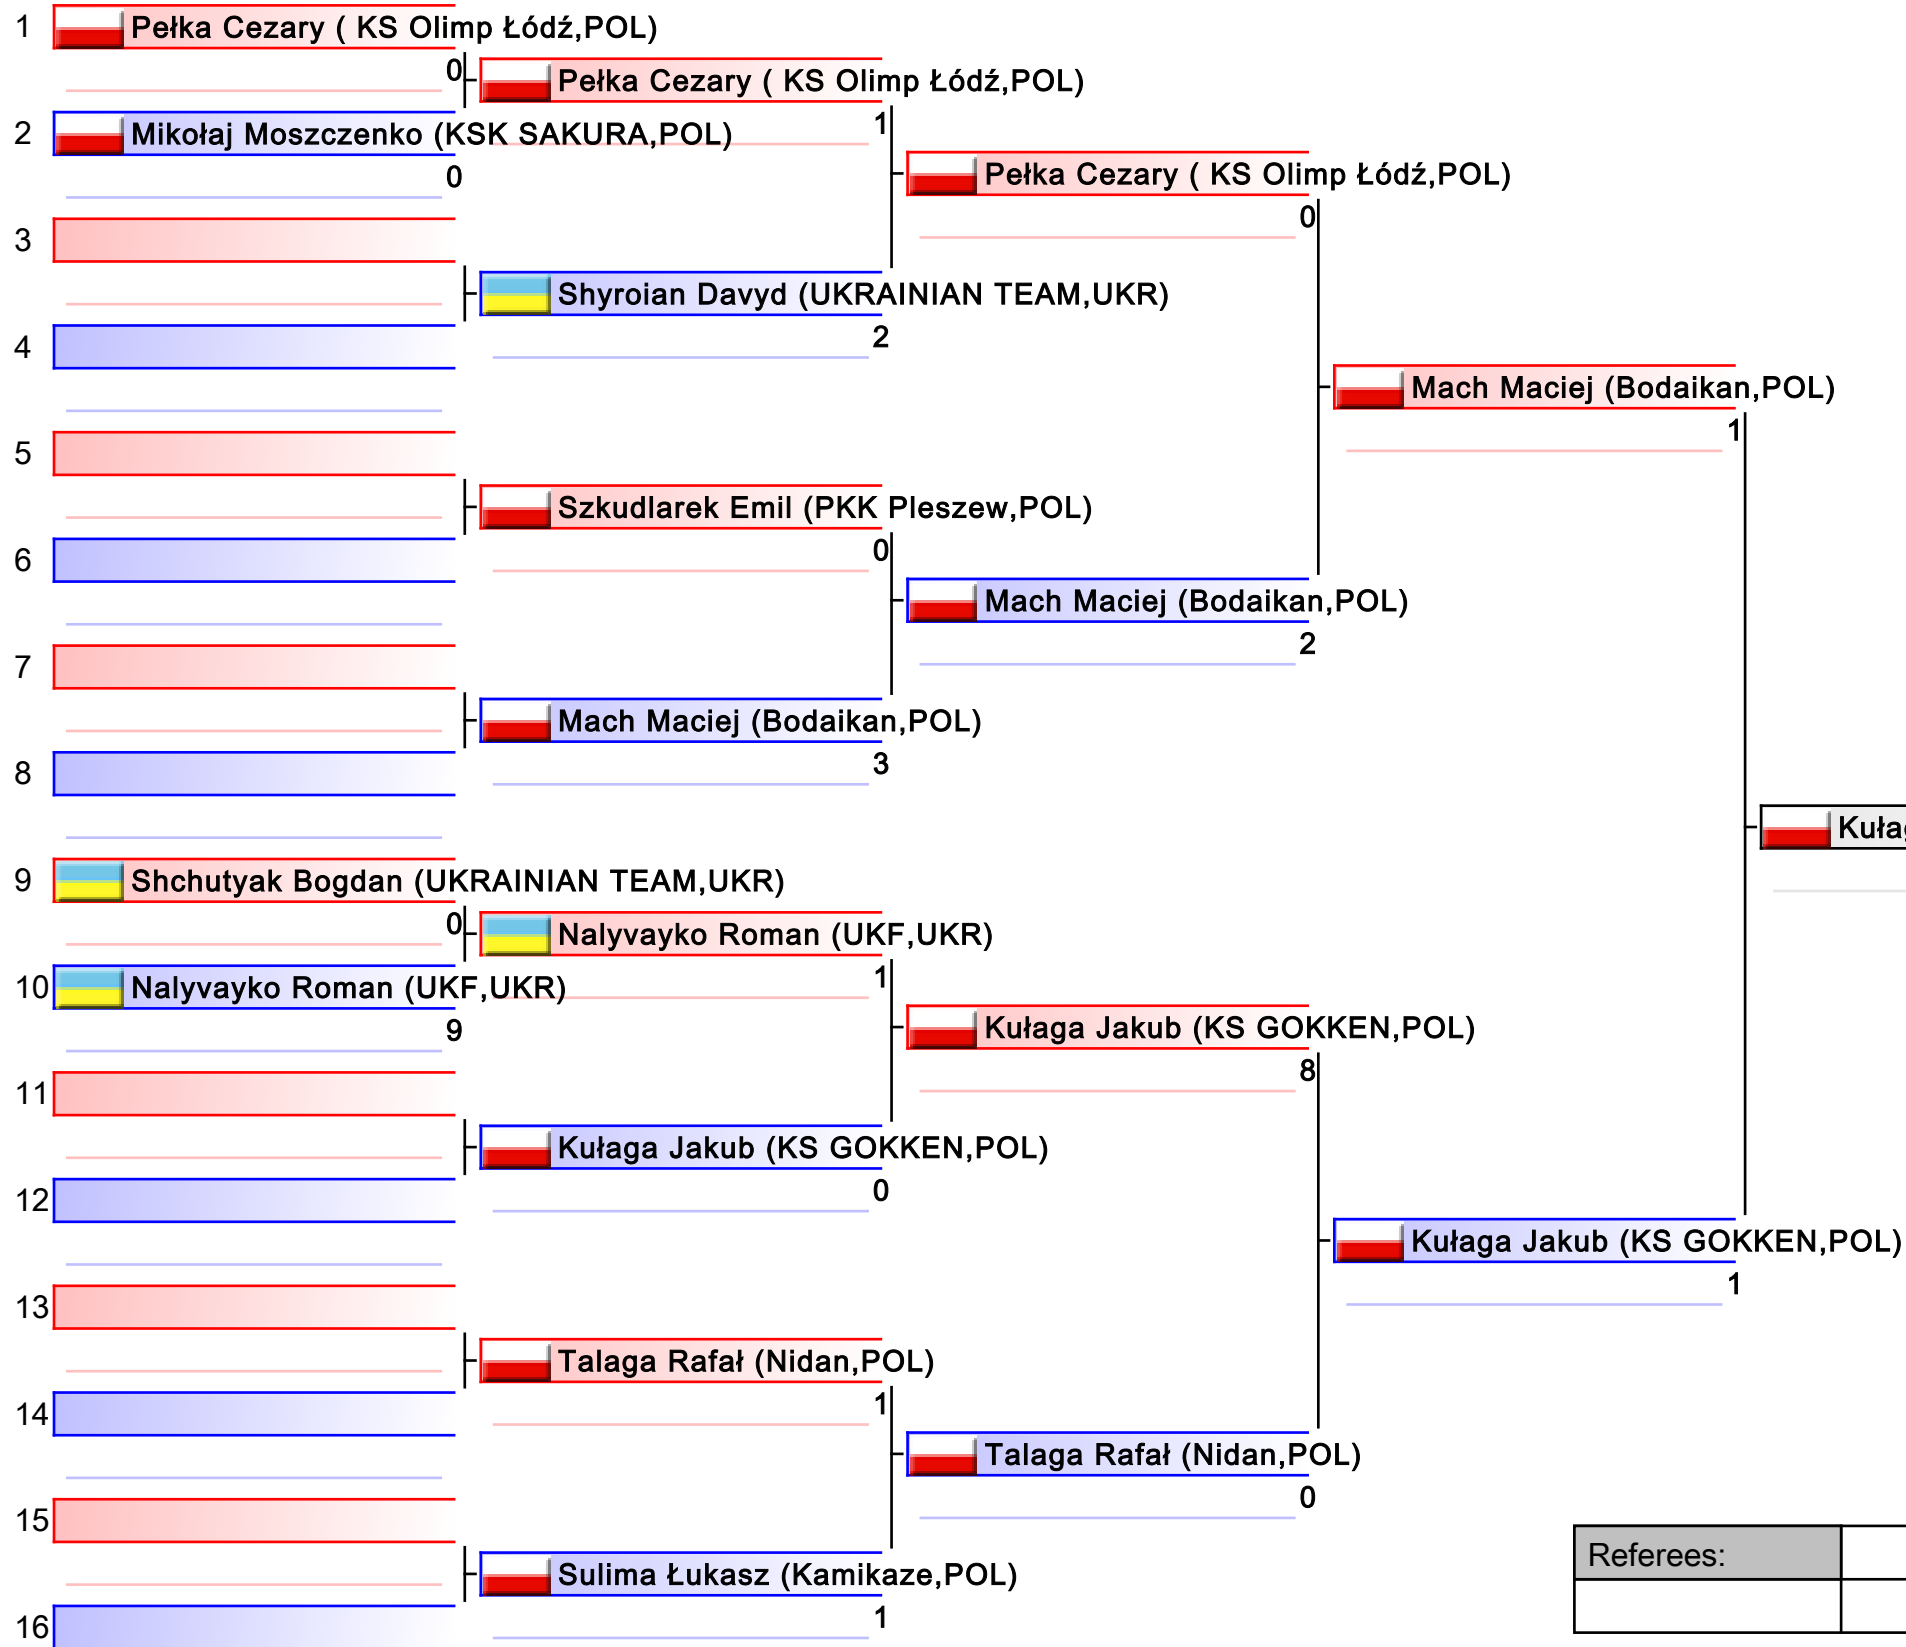 1 Pełka Cezary ( KS Olimp Łódź,POL)
0 Pełka Cezary ( KS Olimp Łódź,POL)
2 Mikołaj Moszczenko (KSK SAKURA,POL) 1
0 Pełka Cezary ( KS Olimp Łódź,POL)
0
3
Shyroian Davyd (UKRAINIAN TEAM,UKR)
4 2
Mach Maciej (Bodaikan,POL)
1
5
Szkudlarek Emil (PKK Pleszew,POL)
6 0
Mach Maciej (Bodaikan,POL)
2
7
Mach Maciej (Bodaikan,POL)
8 3
9 Shchutyak Bogdan (UKRAINIAN TEAM,UKR)
0 Nalyvayko Roman (UKF,UKR)
10 Nalyvayko Roman (UKF,UKR) 1
9 Kułaga Jakub (KS GOKKEN,POL)
8
11
Kułaga Jakub (KS GOKKEN,POL)
12 0
Kułaga Jakub (KS GOKKEN,POL)
1
13
Talaga Rafał (Nidan,POL)
14 1
Talaga Rafał (Nidan,POL)
0
15
Referees:
Sulima Łukasz (Kamikaze,POL)
16 1